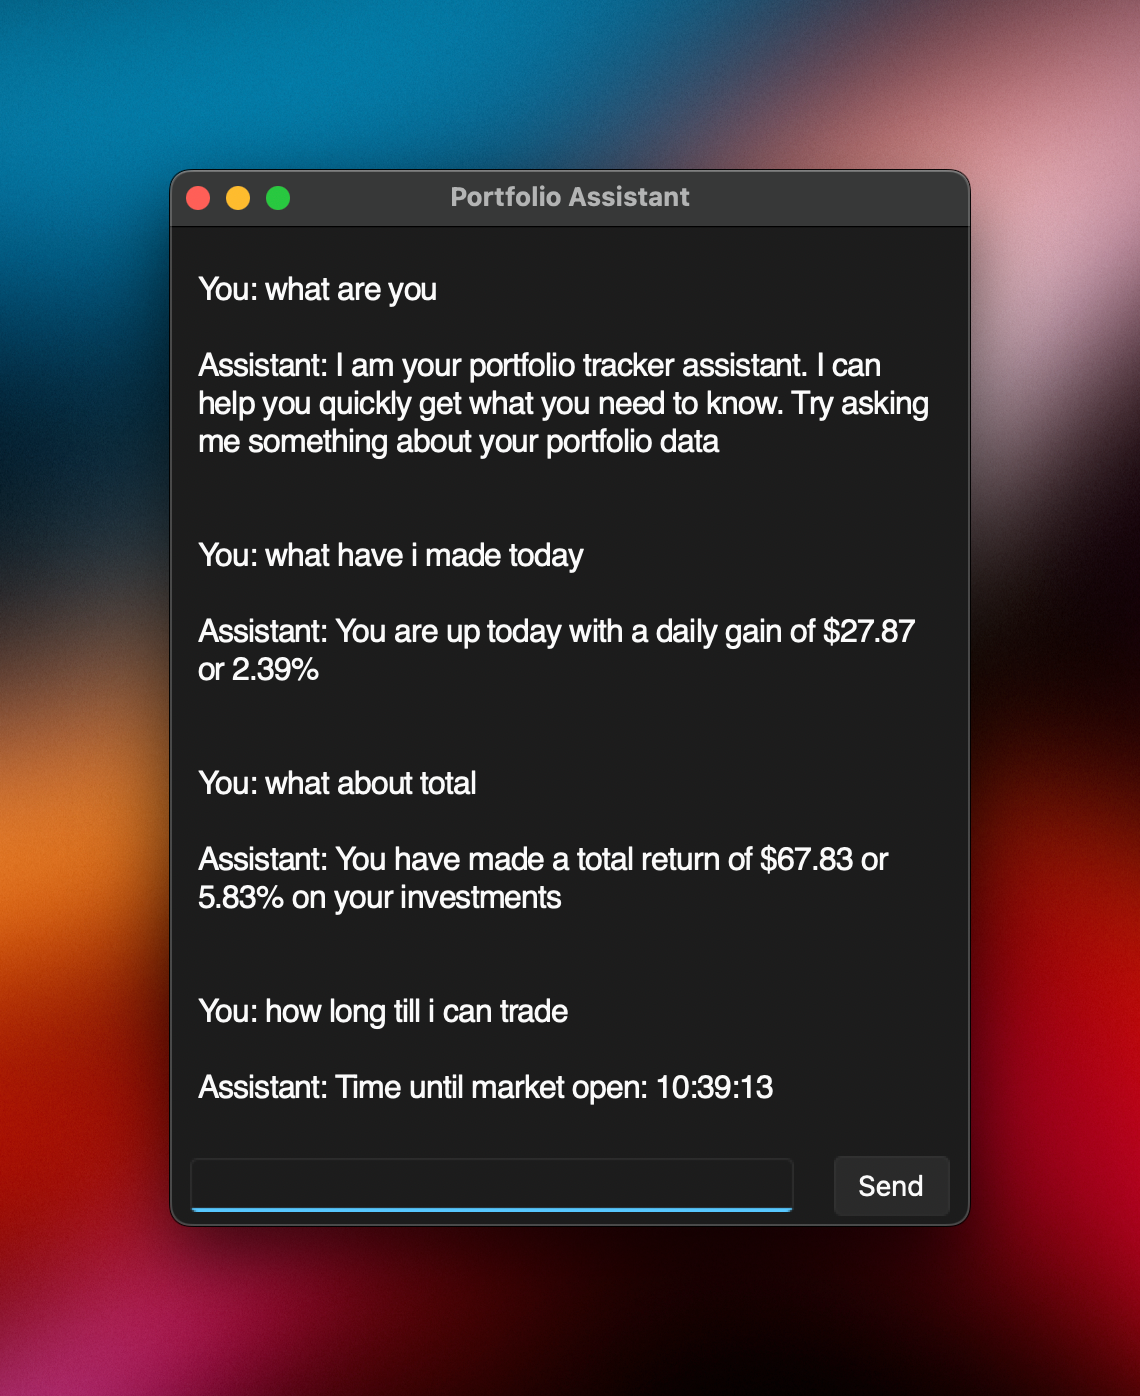 Portfolio Assistant
You: what are you
Assistant: I am your portfolio tracker assistant. I can
help you quickly get what you need to know. Try asking
me something about your portfolio data
You: what have i made today
Assistant: You are up today with a daily gain of $27.87
or 2.39%
You: what about total
Assistant: You have made a total return of $67.83 or
5.83% on your investments
You: how long till i can trade
Assistant: Time until market open: 10:39:13
Send